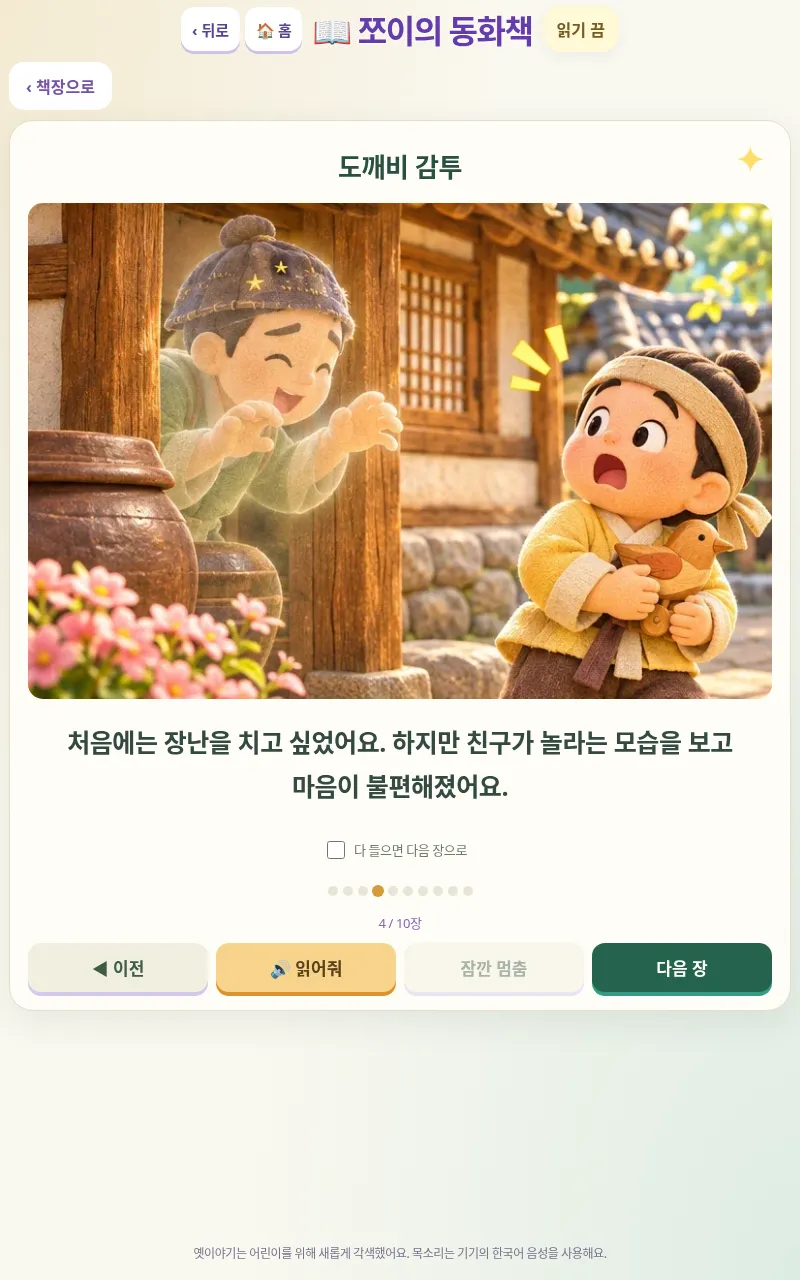 ‹ 뒤로
🏠 홈
📖 쪼이의 동화책
읽기 끔
‹ 책장으로
도깨비 감투
처음에는 장난을 치고 싶었어요. 하지만 친구가 놀라는 모습을 보고
마음이 불편해졌어요.
다 들으면 다음 장으로
4 / 10장
◀ 이전
🔊 읽어줘
잠깐 멈춤
다음 장
옛이야기는 어린이를 위해 새롭게 각색했어요. 목소리는 기기의 한국어 음성을 사용해요.